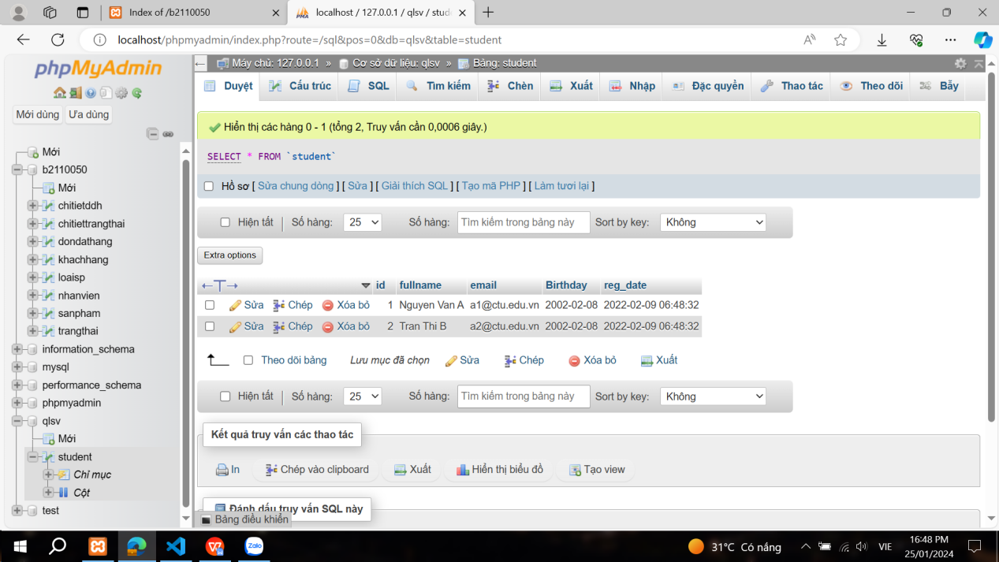 Index of /b2110050
localhost / 127.0.0.1 / qlsv / stud
localhost/phpmyadmin/index.php?route=/sql&pos=0&db=qlsv&table=student
phpMyAdmin
Mới dùng Ưa dùng
Mới
b2110050
Mới
chitietddh
chitiettrangthai
dondathang
khachhang
loaisp
nhanvien
sanpham
trangthai
information_schema
mysql
performance_schema
phpmyadmin
qlsv
Mới
student
Chỉ mục
Cột
test
Máy chủ: 127.0.0.1 » Cơ sở dữ liệu: qlsv » Bảng: student
Duyệt Cấu trúc SQL Tìm kiếm Chèn Xuất Nhập Đặc quyền Thao tác Theo dõi Bẫy
Hiển thị các hàng 0 - 1 (tổng 2, Truy vấn cần 0,0006 giây.)
SELECT * FROM `student`
Hồ sơ [ Sửa chung dòng ] [ Sửa ] [ Giải thích SQL ] [ Tạo mã PHP ] [ Làm tươi lại ]
Hiện tất Số hàng: 25 Số hàng: Tìm kiếm trong bảng này Sort by key: Không
Extra options
←T→ id fullname email Birthday reg_date
Sửa Chép Xóa bỏ 1 Nguyen Van A a1@ctu.edu.vn 2002-02-08 2022-02-09 06:48:32
Sửa Chép Xóa bỏ 2 Tran Thi B a2@ctu.edu.vn 2002-02-08 2022-02-09 06:48:32
Theo dõi bảng Lưu mục đã chọn Sửa Chép Xóa bỏ Xuất
Hiện tất Số hàng: 25 Số hàng: Tìm kiếm trong bảng này Sort by key: Không
Kết quả truy vấn các thao tác
In Chép vào clipboard Xuất Hiển thị biểu đồ Tạo view
Đánh dấu truy vấn SQL này
Bảng điều khiển
31°C Có nắng VIE 16:48 PM
25/01/2024
Zalo